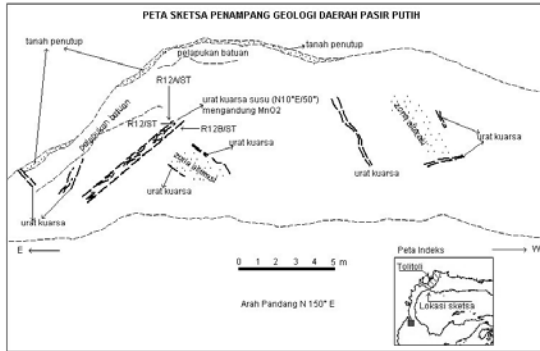 PETA SKETSA PENAMPANG GEOLOGI DAERAH PASIR PUTIH
tanah penutup
pelapukan batuan
tanah penutup
R12A/ST
urat kuarsa susu (N10°E/50°)
mengandung MnO2
R12/ST
R12B/ST
pelapukan batuan
urat kuarsa
zona
zona
urat kuarsa
urat kuarsa
urat kuarsa
E
W
0 1 2 3 4 5 m
Arah Pandang N 150° E
Peta Indeks
Tolitoli
Lokasi sketsa